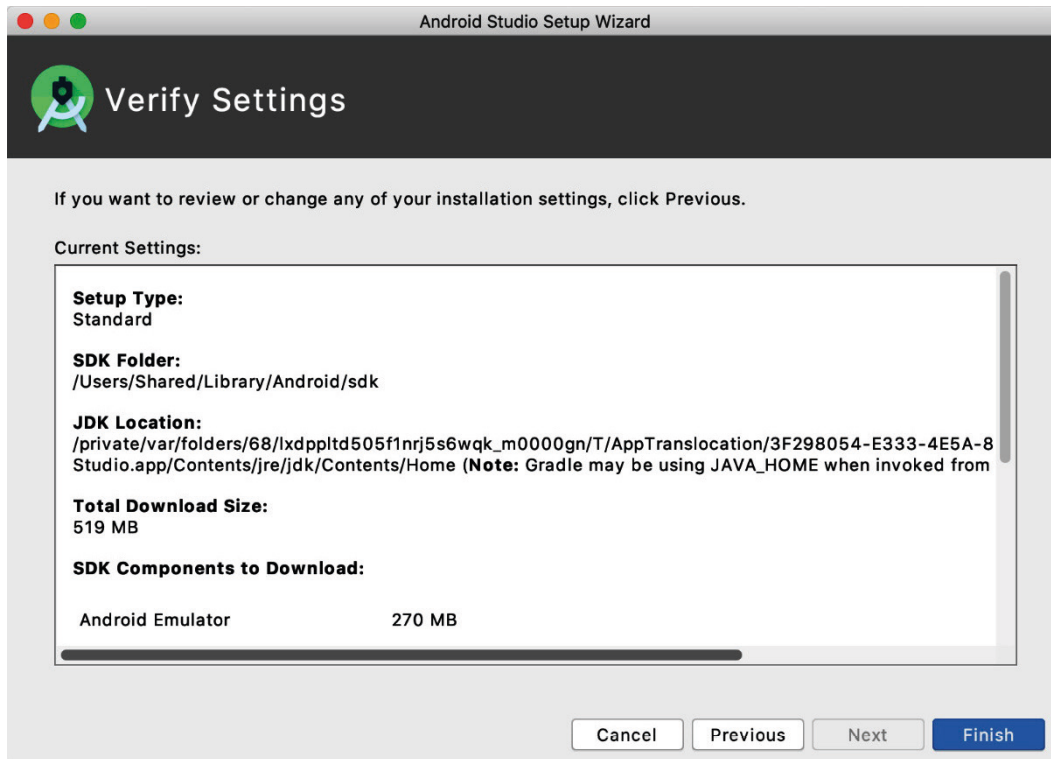 Android Studio Setup Wizard
Verify Settings
If you want to review or change any of your installation settings, click Previous.
Current Settings:
Setup Type:
Standard
SDK Folder:
/Users/Shared/Library/Android/sdk
JDK Location:
/private/var/folders/68/lxdppltd505f1nrj5s6wqk_m0000gn/T/AppTranslocation/3F298054-E333-4E5A-8
Studio.app/Contents/jre/jdk/Contents/Home (Note: Gradle may be using JAVA_HOME when invoked from
Total Download Size:
519 MB
SDK Components to Download:
Android Emulator 270 MB
Cancel Previous Next Finish